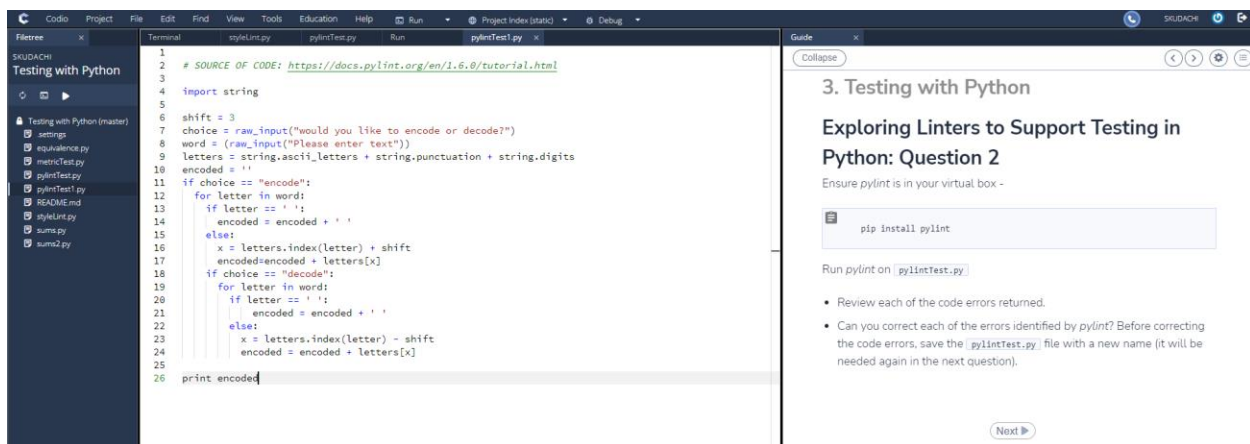 Codio Project File Edit Find View Tools Education Help Run Project Index (static) Debug SKUDACHI
Filetree
SKUDACHI
Testing with Python
Testing with Python (master)
.settings
equivalence.py
metricTest.py
pylintTest.py
pylintTest1.py
README.md
styleLint.py
sums.py
sums2.py
Terminal styleLint.py pylintTest.py Run pylintTest1.py
1
2 # SOURCE OF CODE: https://docs.pylint.org/en/1.6.0/tutorial.html
3
4 import string
5
6 shift = 3
7 choice = raw_input("would you like to encode or decode?")
8 word = (raw_input("Please enter text"))
9 letters = string.ascii_letters + string.punctuation + string.digits
10 encoded = ''
11 if choice == "encode":
12 for letter in word:
13 if letter == ' ':
14 encoded = encoded + ' '
15 else:
16 x = letters.index(letter) + shift
17 encoded=encoded + letters[x]
18 if choice == "decode":
19 for letter in word:
20 if letter == ' ':
21 encoded = encoded + ' '
22 else:
23 x = letters.index(letter) - shift
24 encoded = encoded + letters[x]
25
26 print encoded
Guide
Collapse
3. Testing with Python
Exploring Linters to Support Testing in
Python: Question 2
Ensure pylint is in your virtual box -
pip install pylint
Run pylint on pylintTest.py
• Review each of the code errors returned.
• Can you correct each of the errors identified by pylint? Before correcting
the code errors, save the pylintTest.py file with a new name (it will be
needed again in the next question).
Next